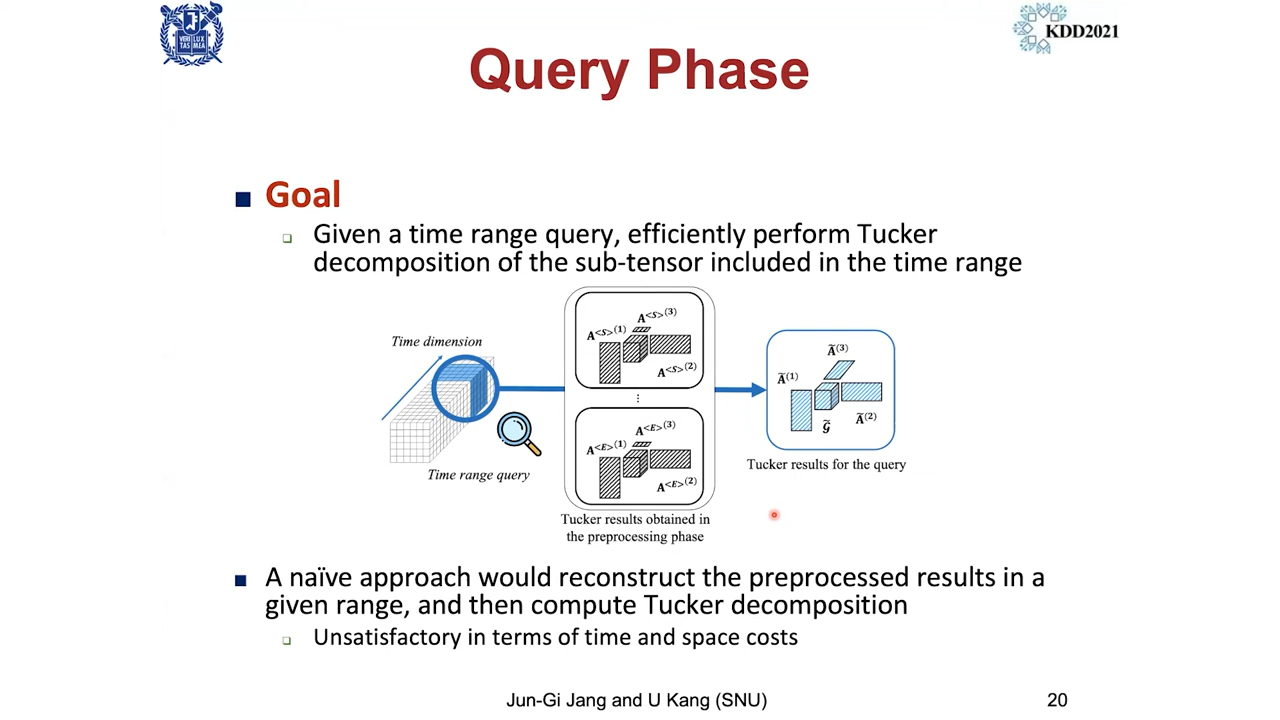 VERI LUX
TAS MEA
KDD2021
Query Phase
Goal
Given a time range query, efficiently perform Tucker
decomposition of the sub-tensor included in the time range
Time dimension
Time range query
A<S>(1)
A<S>(3)
A<S>(2)
⋮
A<E>(1)
A<E>(3)
A<E>(2)
Tucker results obtained in
the preprocessing phase
Ã(3)
Ã(1)
Ã(2)
𝓖̃
Tucker results for the query
A naïve approach would reconstruct the preprocessed results in a
given range, and then compute Tucker decomposition
Unsatisfactory in terms of time and space costs
Jun-Gi Jang and U Kang (SNU)
20